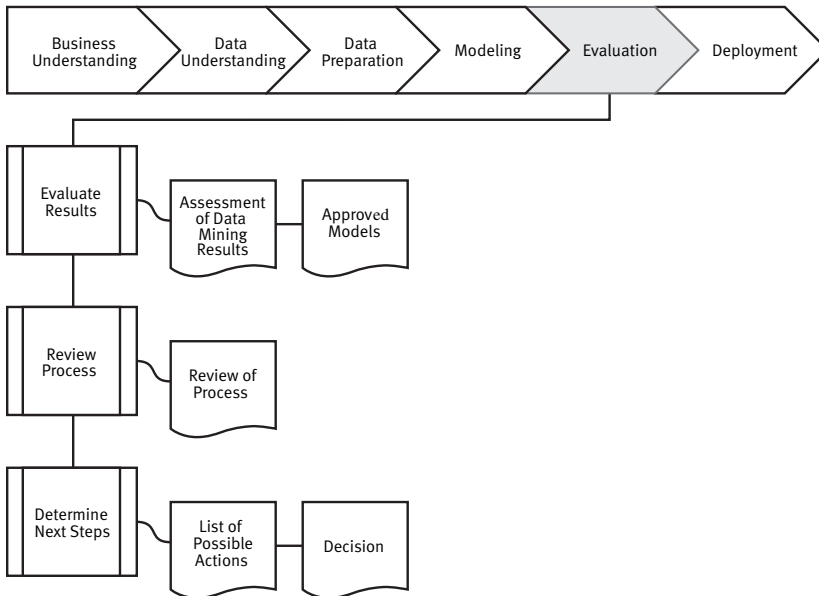 Business
Understanding
Data
Understanding
Data
Preparation
Modeling
Evaluation
Deployment
Evaluate
Results
Assessment
of Data
Mining
Results
Approved
Models
Review
Process
Review of
Process
Determine
Next Steps
List of
Possible
Actions
Decision